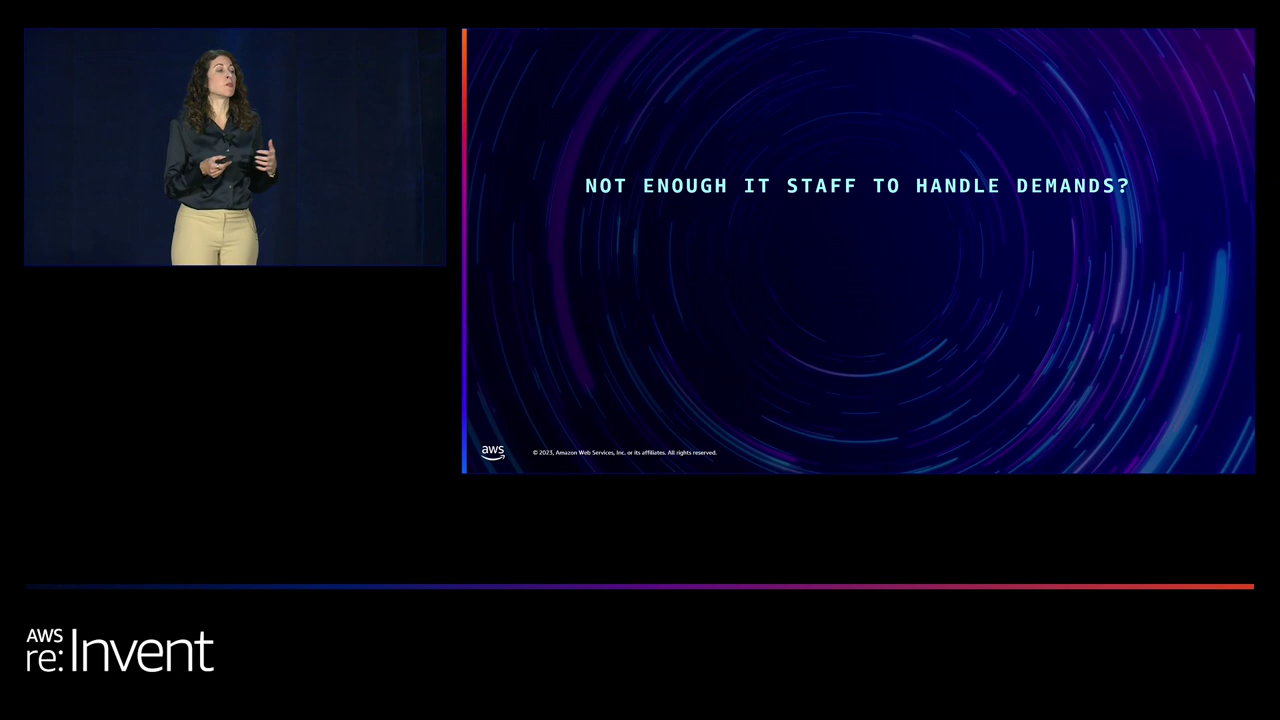 NOT ENOUGH IT STAFF TO HANDLE DEMANDS?
aws
© 2023, Amazon Web Services, Inc. or its affiliates. All rights reserved.
AWS
re:Invent